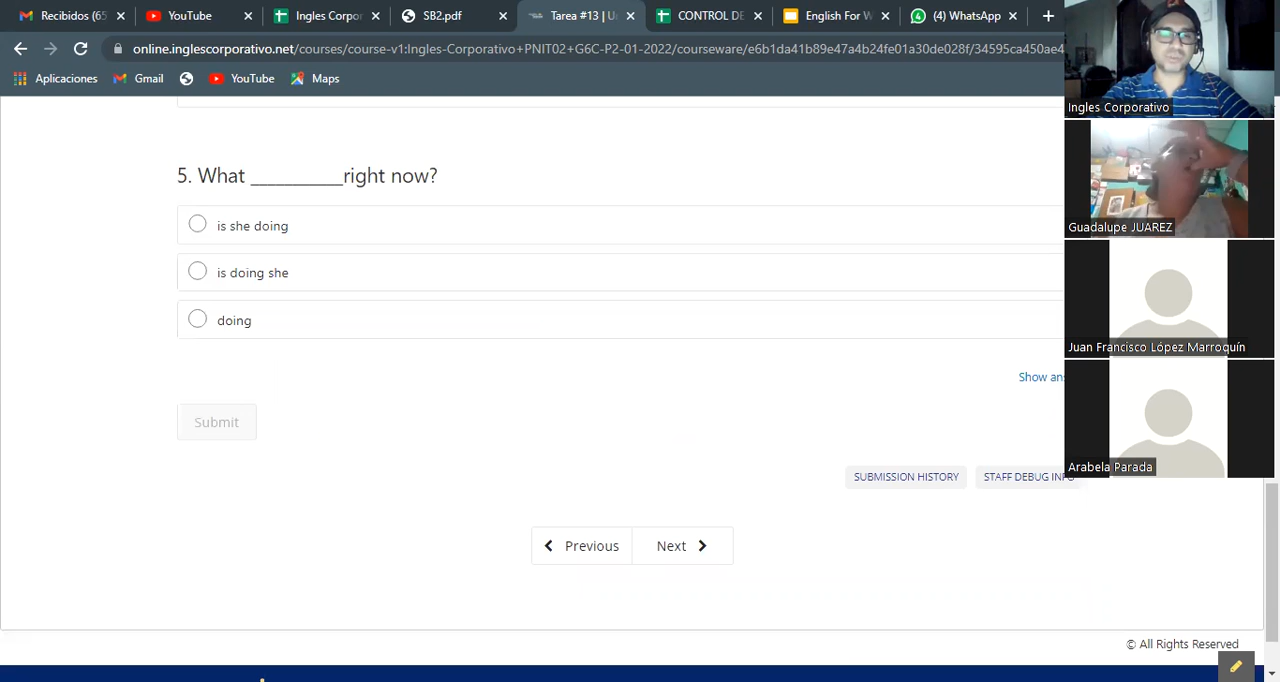 Recibidos (65
YouTube
Ingles Corpor
SB2.pdf
Tarea #13 | U
CONTROL DE
English For W
(4) WhatsApp
online.inglescorporativo.net/courses/course-v1:Ingles-Corporativo+PNIT02+G6C-P2-01-2022/courseware/e6b1da41b89e47a4b24fe01a30de028f/34595ca450ae4
Aplicaciones
Gmail
YouTube
Maps
Ingles Corporativo
5. What __________right now?
is she doing
is doing she
doing
Guadalupe JUAREZ
Juan Francisco López Marroquín
Show an
Submit
Arabela Parada
SUBMISSION HISTORY
STAFF DEBUG INFO
Previous
Next
© All Rights Reserved